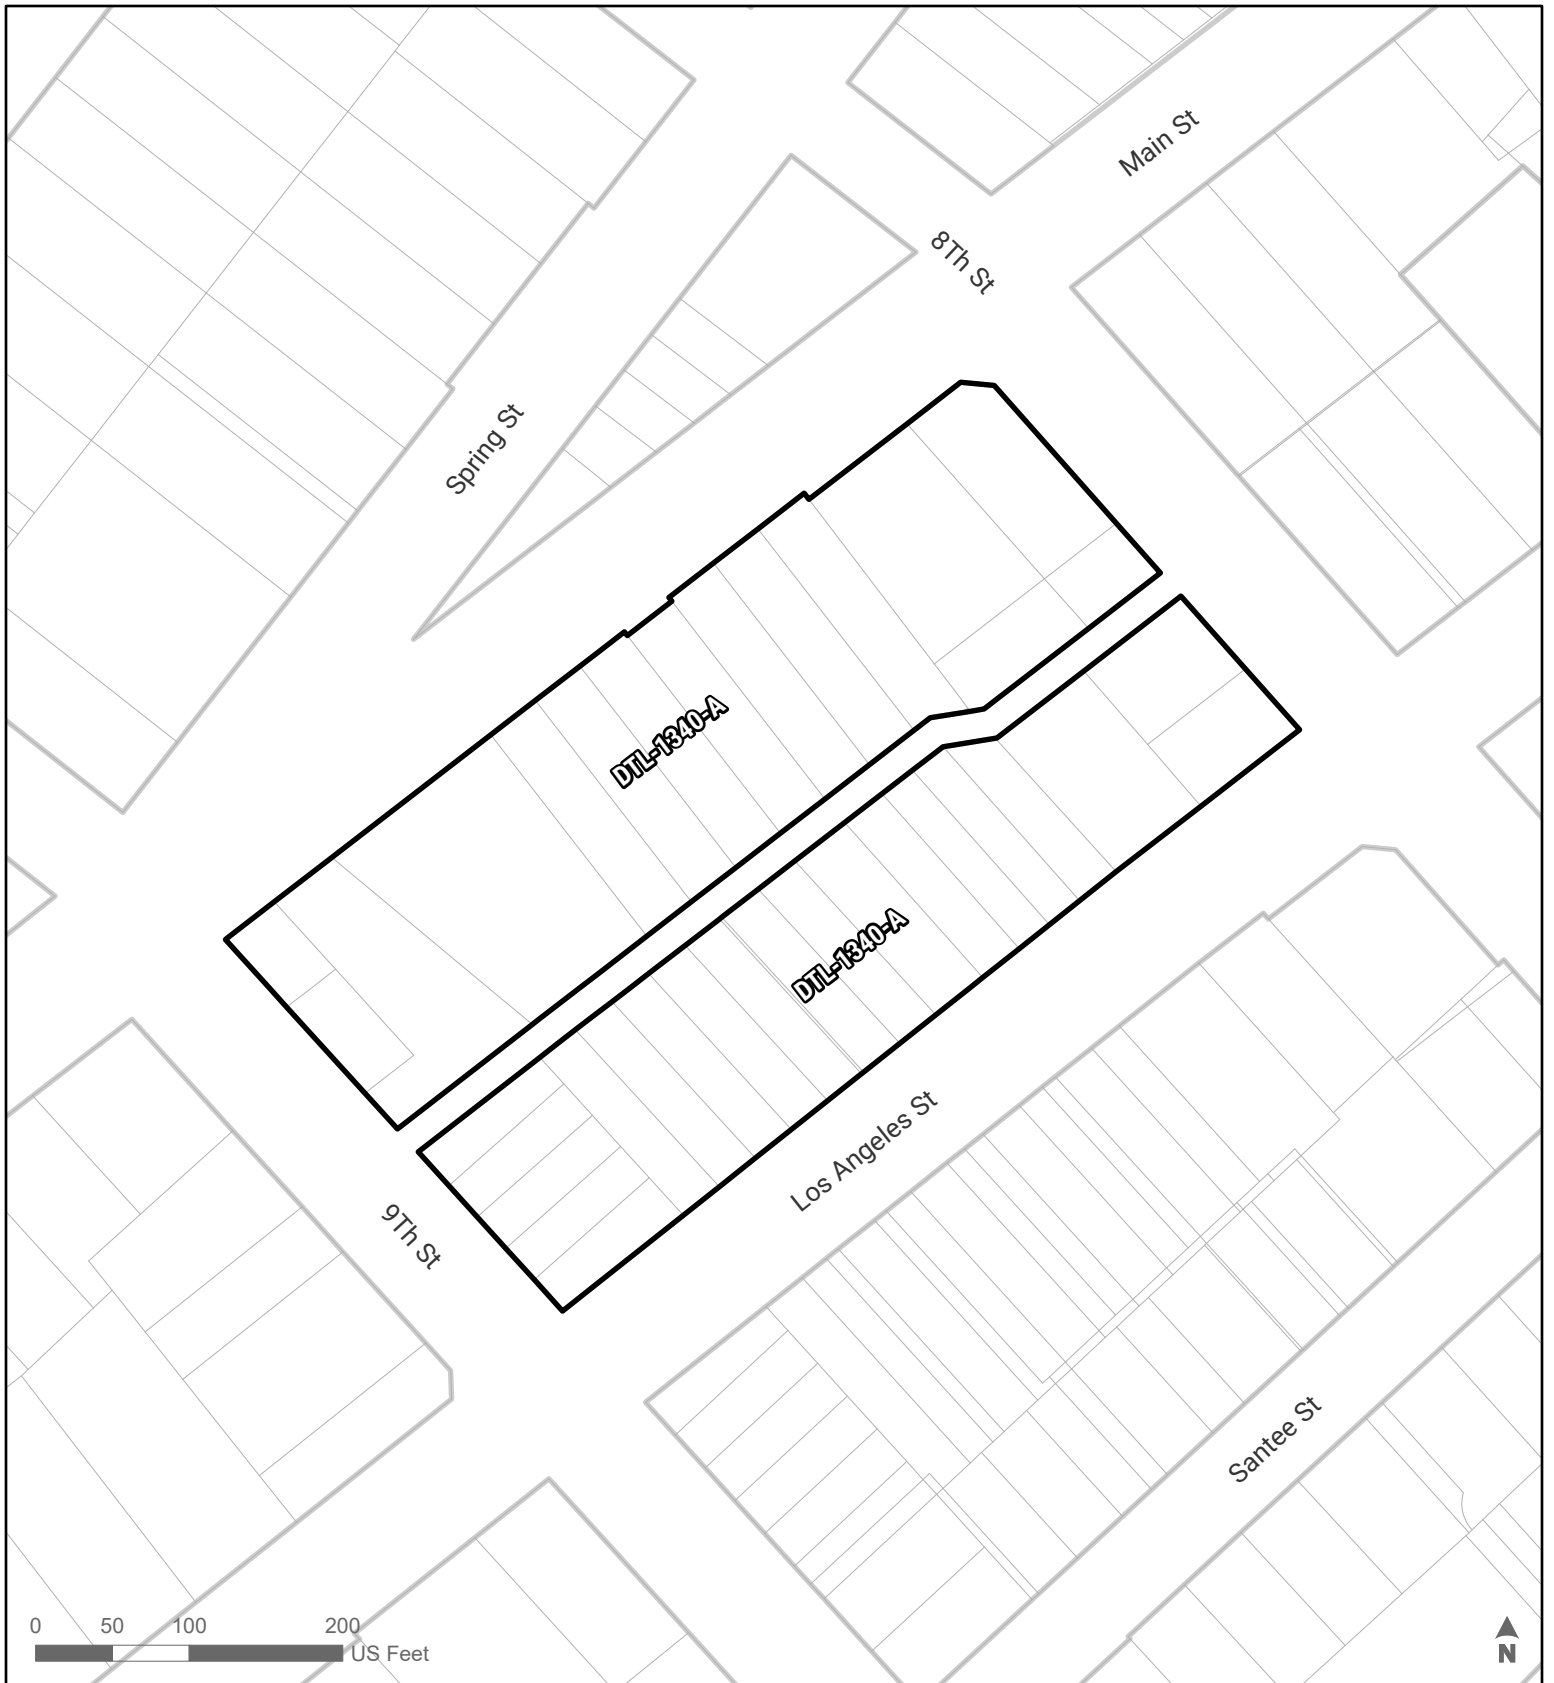 Main St
8Th St
Spring St
DTL-1340-A
DTL-1340-A
Los Angeles St
9Th St
Santee St
0 50 100 200
US Feet
N